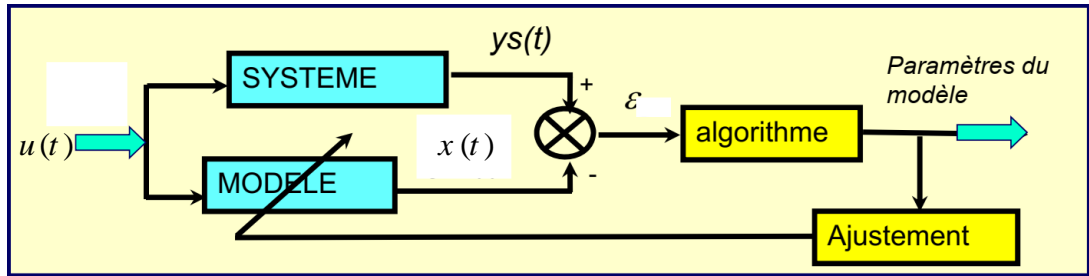 ys(t)
SYSTEME
Paramètres du
modèle
+
ε
u(t)
x(t)
algorithme
MODELE
-
Ajustement